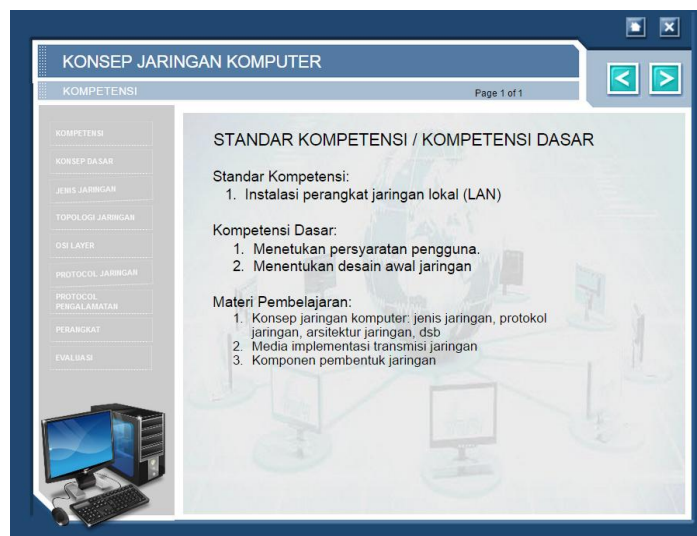 KONSEP JARINGAN KOMPUTER
KOMPETENSI
Page 1 of 1
KOMPETENSI
KONSEP DASAR
JENIS JARINGAN
TOPOLOGI JARINGAN
OSI LAYER
PROTOCOL JARINGAN
PROTOCOL
PENGALAMATAN
PERANGKAT
EVALUASI
STANDAR KOMPETENSI / KOMPETENSI DASAR
Standar Kompetensi:
1. Instalasi perangkat jaringan lokal (LAN)
Kompetensi Dasar:
1. Menetukan persyaratan pengguna.
2. Menentukan desain awal jaringan
Materi Pembelajaran:
1. Konsep jaringan komputer: jenis jaringan, protokol
jaringan, arsitektur jaringan, dsb
2. Media implementasi transmisi jaringan
3. Komponen pembentuk jaringan